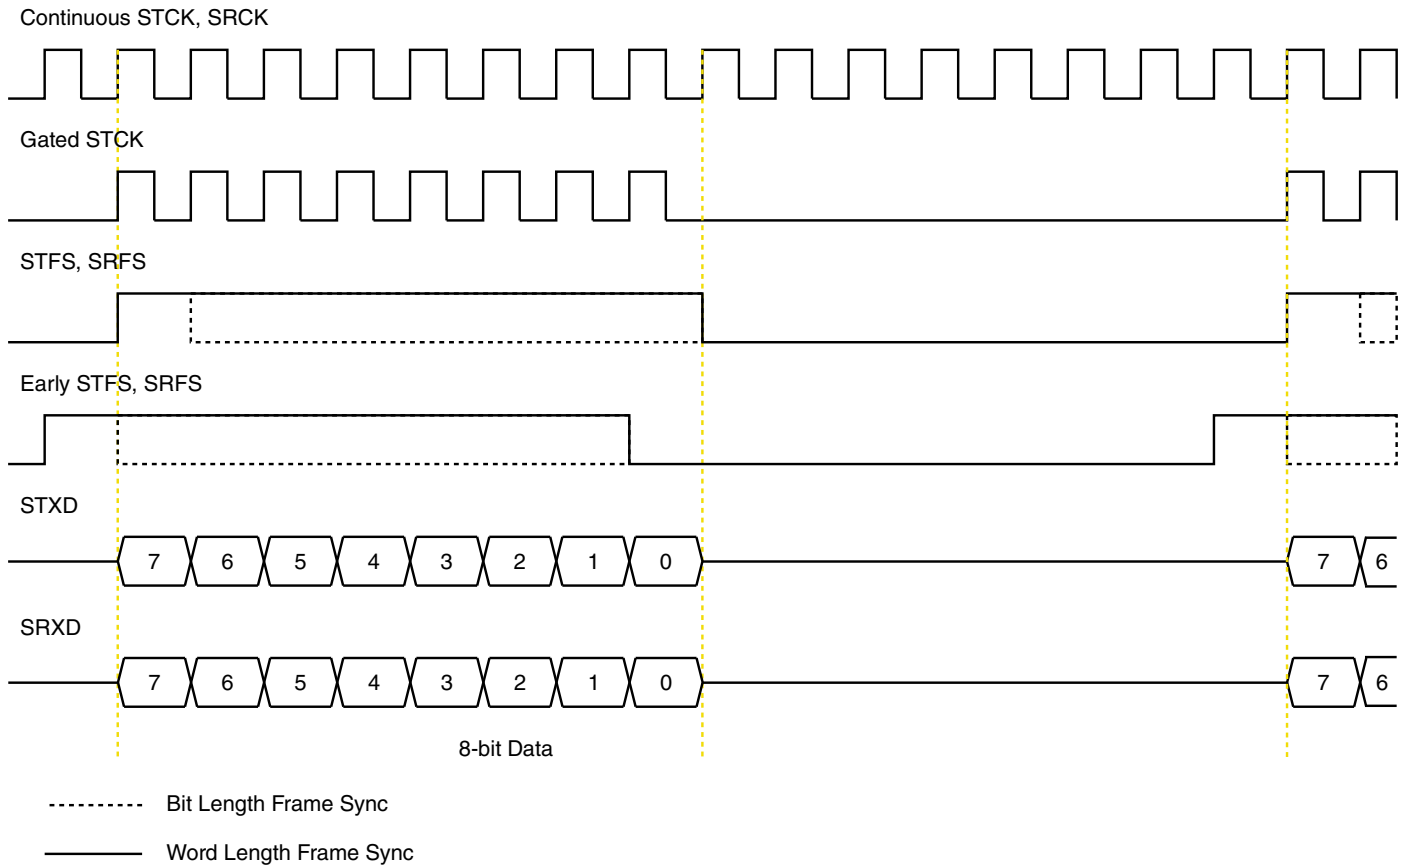 Continuous STCK, SRCK
Gated STCK
STFS, SRFS
Early STFS, SRFS
STXD
7 6 5 4 3 2 1 0 7 6
SRXD
7 6 5 4 3 2 1 0 7 6
8-bit Data
Bit Length Frame Sync
Word Length Frame Sync